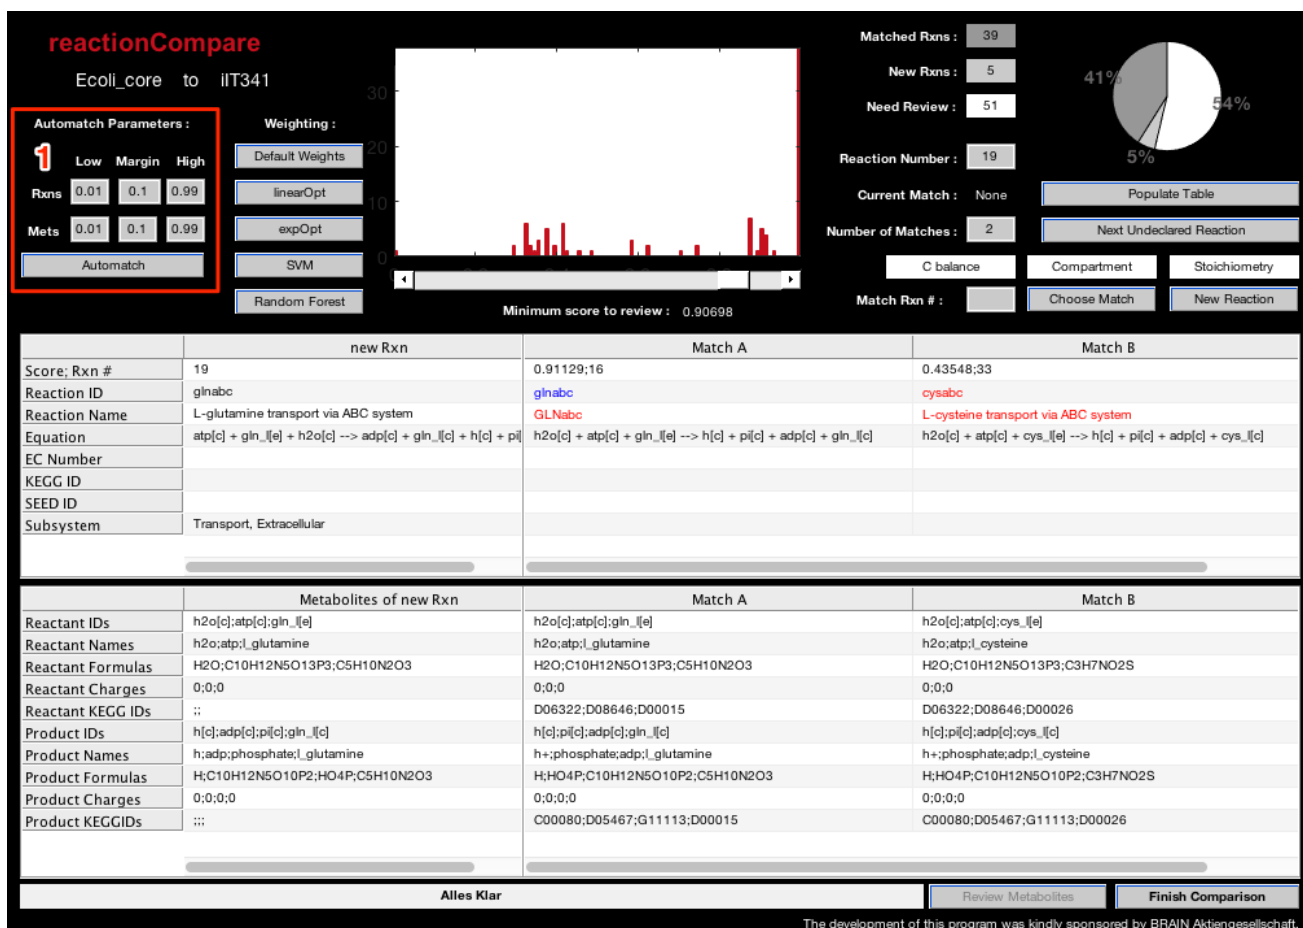 reactionCompare
Ecoli_core to iIT341
Automatch Parameters :
1
Low Margin High
Rxns 0.01 0.1 0.99
Mets 0.01 0.1 0.99
Automatch
Weighting :
Default Weights
linearOpt
expOpt
SVM
Random Forest
30
20
10
0
Minimum score to review : 0.90698
Matched Rxns : 39
New Rxns : 5
Need Review : 51
41%
54%
5%
Reaction Number : 19
Current Match : None
Populate Table
Number of Matches : 2
Next Undeclared Reaction
C balance Compartment Stoichiometry
Match Rxn # :
Choose Match New Reaction
new Rxn Match A Match B
Score; Rxn # 19 0.91129;16 0.43548;33
Reaction ID glnabc glnabc cysabc
Reaction Name L-glutamine transport via ABC system GLNabc L-cysteine transport via ABC system
Equation atp[c] + gln_l[e] + h2o[c] --> adp[c] + gln_l[c] + h[c] + pi[ h2o[c] + atp[c] + gln_l[e] --> h[c] + pi[c] + adp[c] + gln_l[c] h2o[c] + atp[c] + cys_l[e] --> h[c] + pi[c] + adp[c] + cys_l[c]
EC Number
KEGG ID
SEED ID
Subsystem Transport, Extracellular
Metabolites of new Rxn Match A Match B
Reactant IDs h2o[c];atp[c];gln_l[e] h2o[c];atp[c];gln_l[e] h2o[c];atp[c];cys_l[e]
Reactant Names h2o;atp;l_glutamine h2o;atp;l_glutamine h2o;atp;l_cysteine
Reactant Formulas H2O;C10H12N5O13P3;C5H10N2O3 H2O;C10H12N5O13P3;C5H10N2O3 H2O;C10H12N5O13P3;C3H7NO2S
Reactant Charges 0;0;0 0;0;0 0;0;0
Reactant KEGG IDs ;; D06322;D08646;D00015 D06322;D08646;D00026
Product IDs h[c];adp[c];pi[c];gln_l[c] h[c];pi[c];adp[c];gln_l[c] h[c];pi[c];adp[c];cys_l[c]
Product Names h;adp;phosphate;l_glutamine h+;phosphate;adp;l_glutamine h+;phosphate;adp;l_cysteine
Product Formulas H;C10H12N5O10P2;HO4P;C5H10N2O3 H;HO4P;C10H12N5O10P2;C5H10N2O3 H;HO4P;C10H12N5O10P2;C3H7NO2S
Product Charges 0;0;0;0 0;0;0;0 0;0;0;0
Product KEGGIDs ;;; C00080;D05467;G11113;D00015 C00080;D05467;G11113;D00026
Alles Klar
Review Metabolites Finish Comparison
The development of this program was kindly sponsored by BRAIN Aktiengesellschaft.